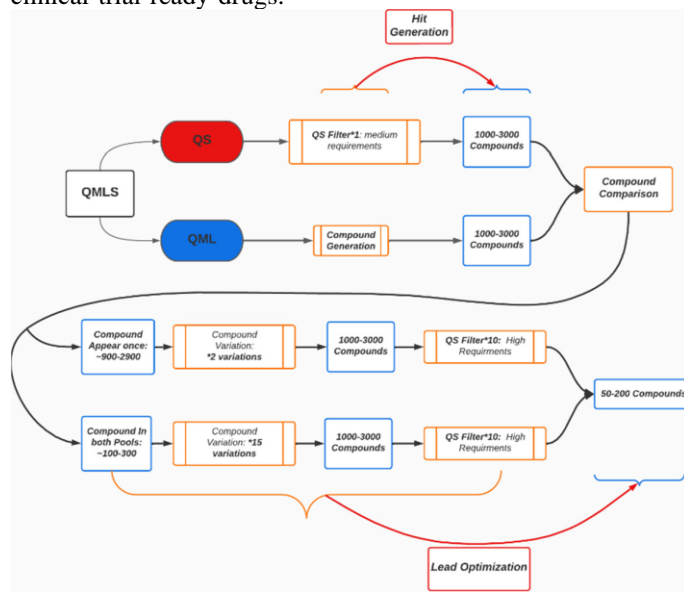 clinical trial ready drugs.
Hit
Generation
QS
QS Filter*1: medium
requirements
1000-3000
Compounds
QMLS
Compound
Comparison
QML
Compound
Generation
1000-3000
Compounds
Compound
Appear once:
~900-2900
Compound
Variation:
*2 variations
1000-3000
Compounds
QS Filter*10: High
Requirments
50-200 Compounds
Compound In
both Pools:
~100-300
Compound
Variation: *15
variations
1000-3000
Compounds
QS Filter*10: High
Requirments
Lead Optimization